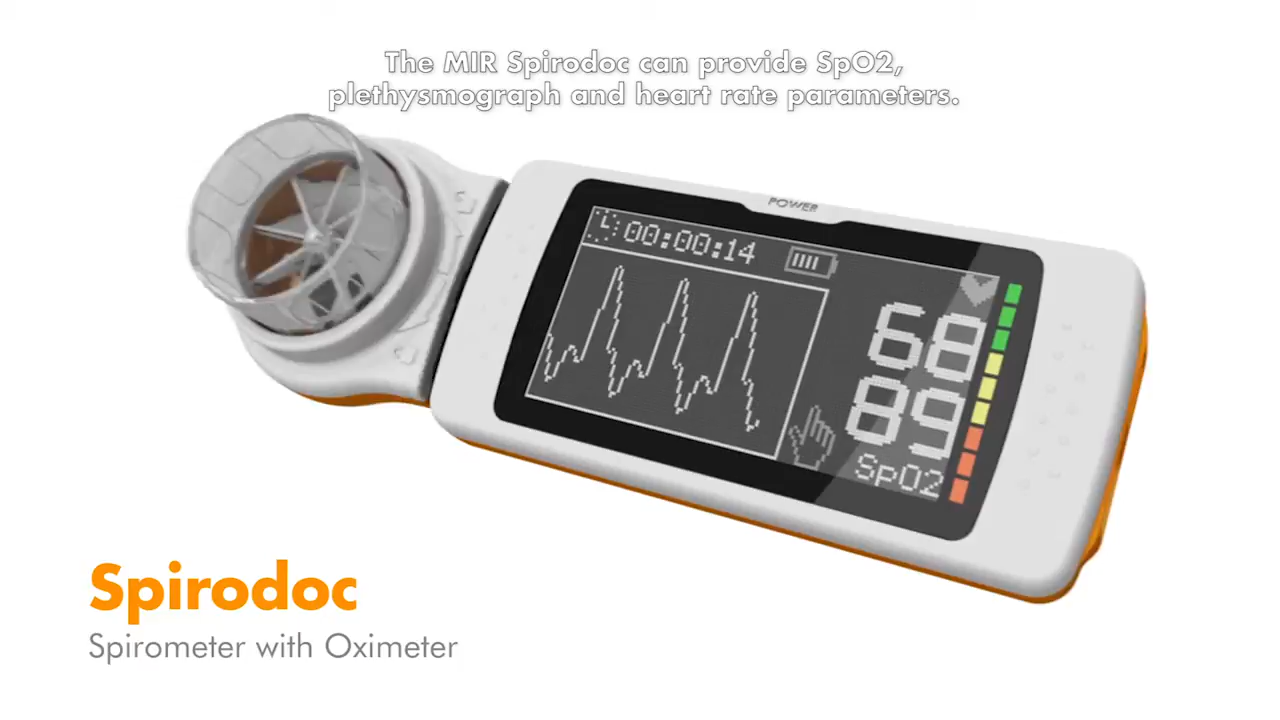 The MIR Spirodoc can provide SpO2,
plethysmograph and heart rate parameters.
POWER
00:00:14
68
89
SpO2
Spirodoc
Spirometer with Oximeter